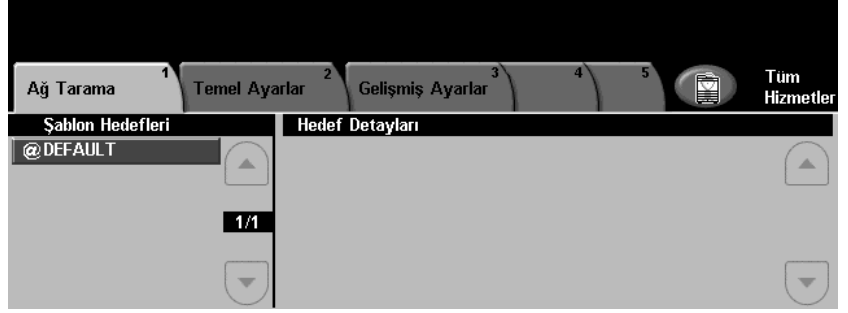 1
2
3
4
5
Ağ Tarama
Temel Ayarlar
Gelişmiş Ayarlar
Tüm
Hizmetler
Şablon Hedefleri
Hedef Detayları
@DEFAULT
1/1